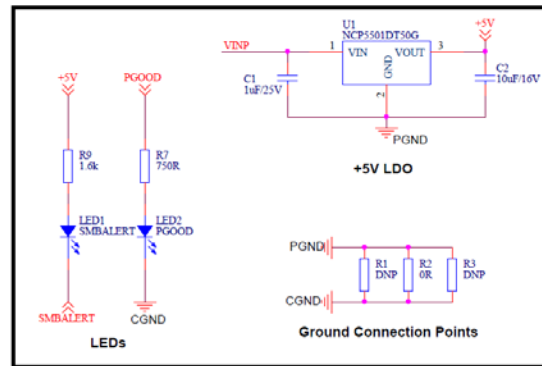 +5V
PGOOD
R9
1.6k
R7
750R
LED1
SMBALERT
LED2
PGOOD
SMBALERT
CGND
LEDs
U1
NCP5501DT50G
VINP
1
VIN
VOUT
3
GND
2
+5V
C1
1uF/25V
C2
10uF/16V
PGND
+5V LDO
PGND
R1
DNP
R2
0R
R3
DNP
CGND
Ground Connection Points